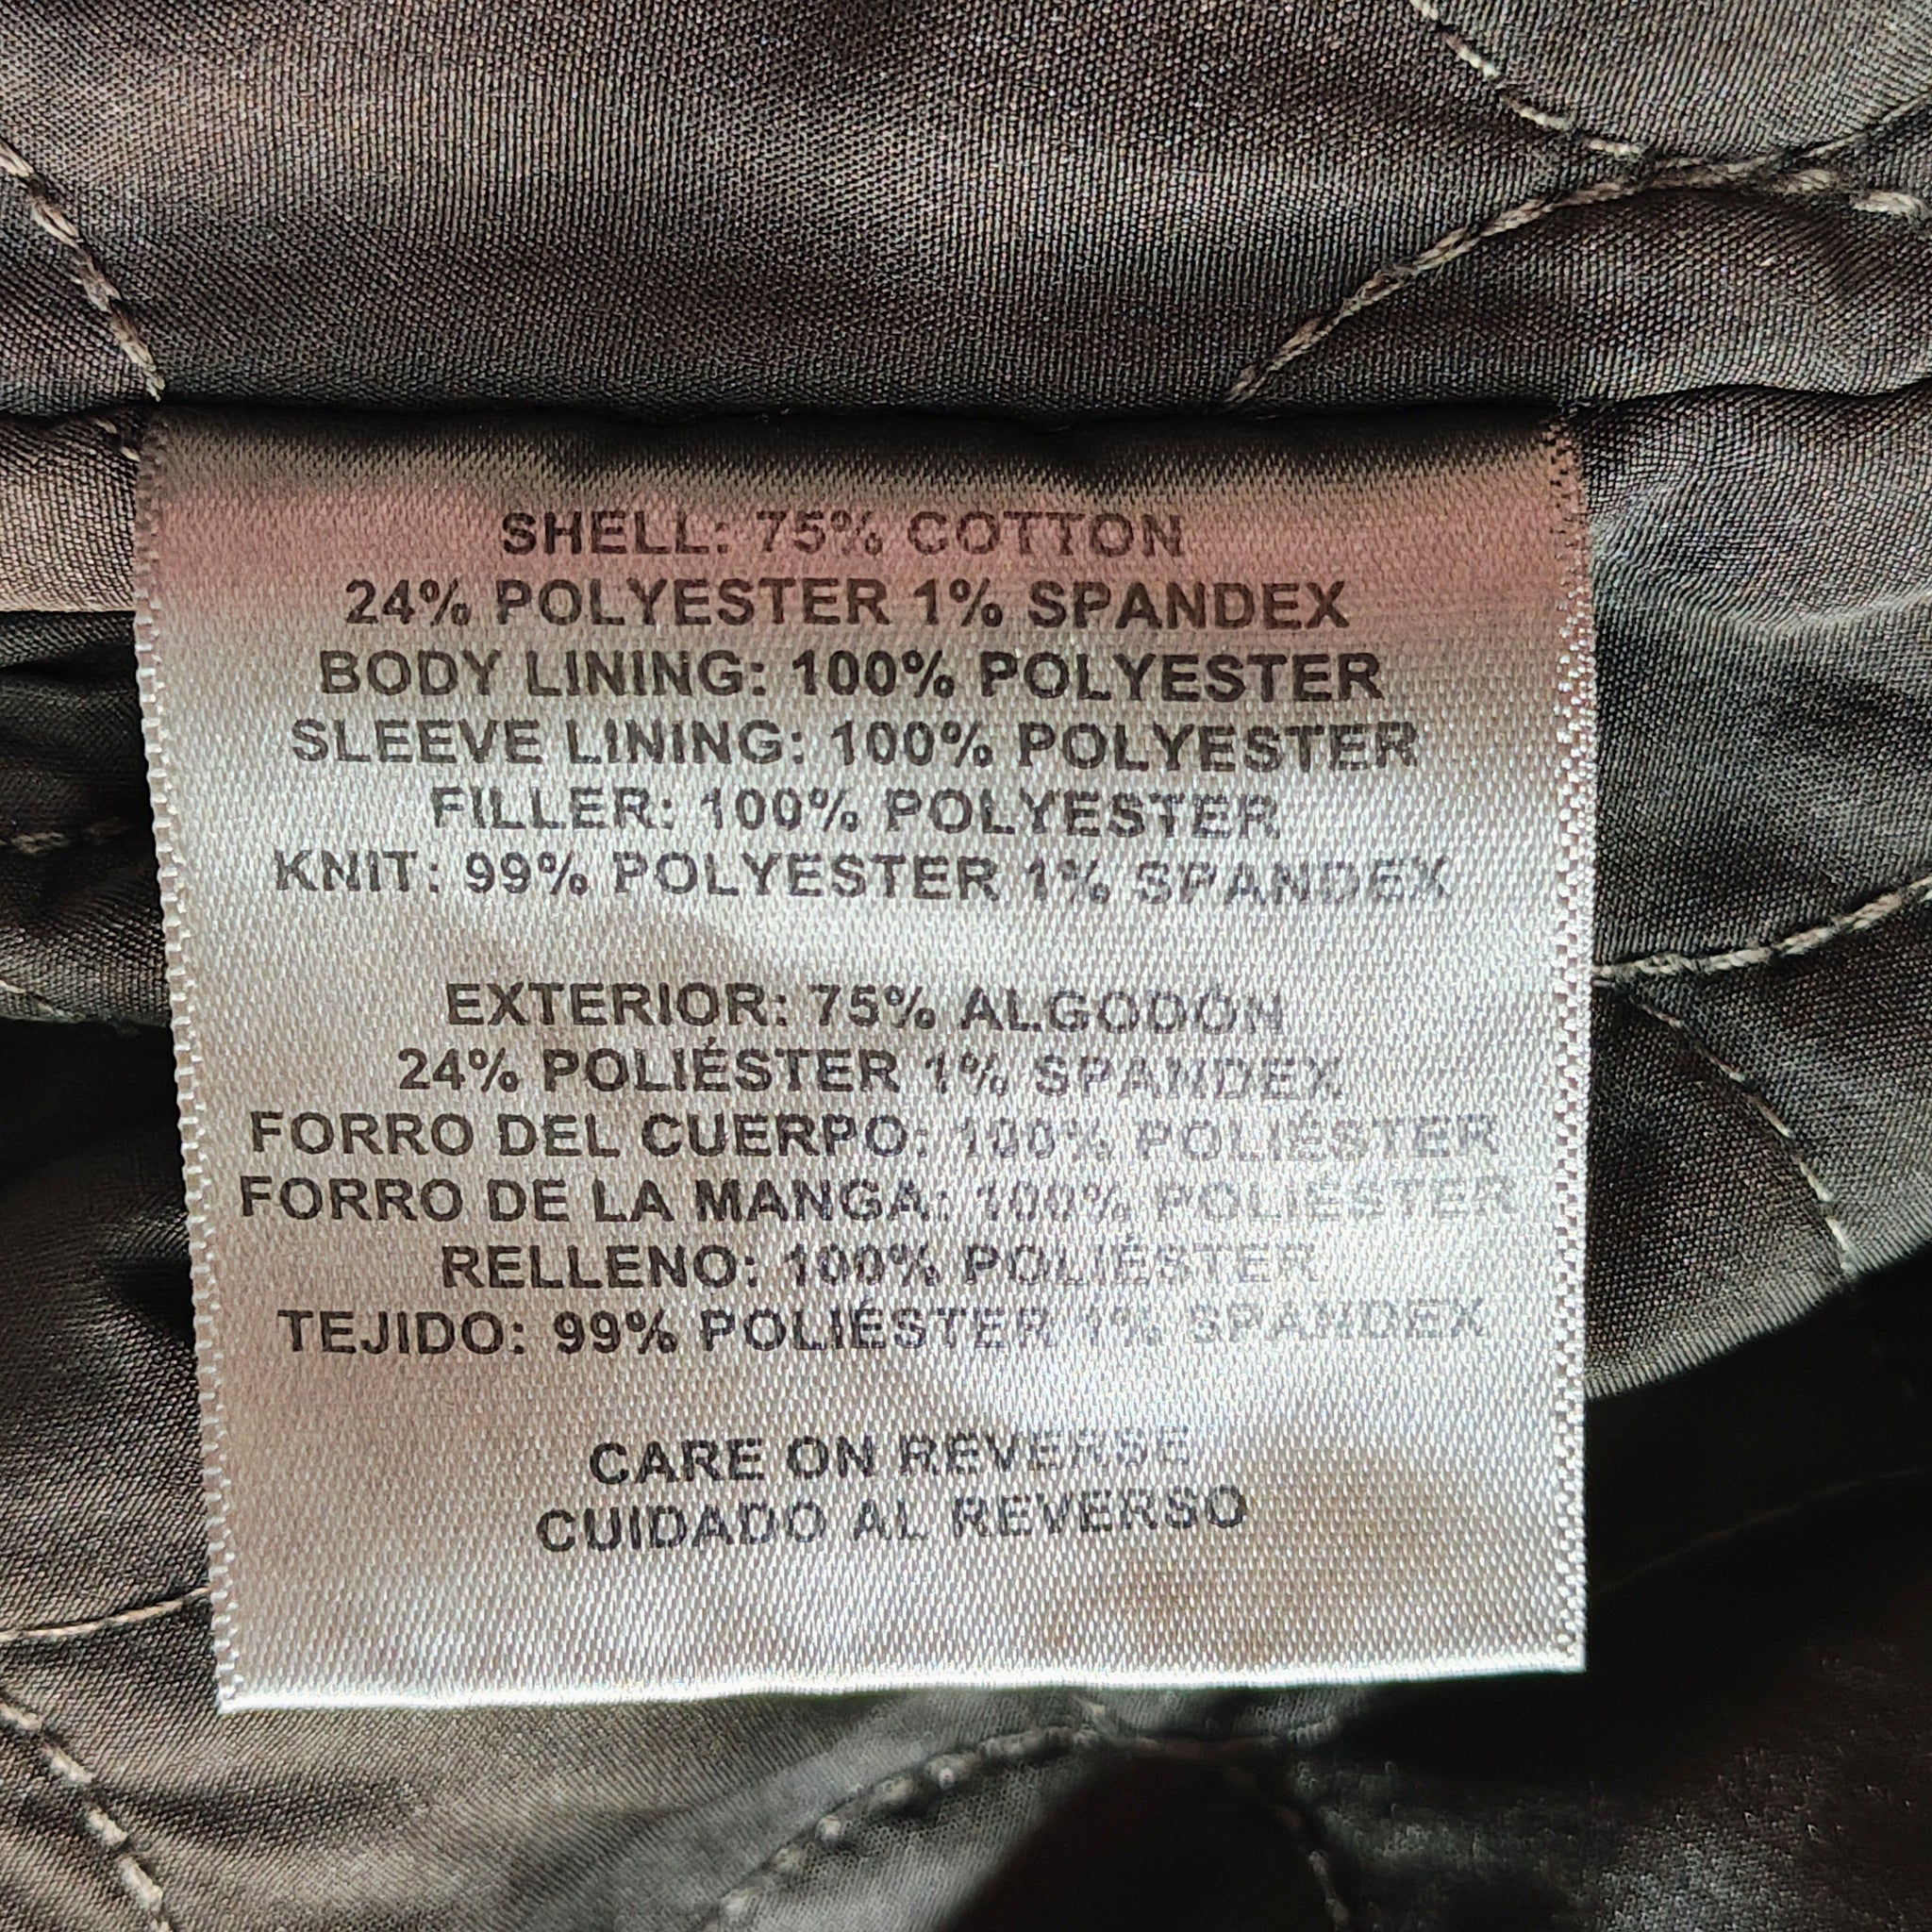 SHELL: 75% COTTON
24% POLYESTER 1% SPANDEX
BODY LINING: 100% POLYESTER
SLEEVE LINING: 100% POLYESTER
FILLER: 100% POLYESTER
KNIT: 99% POLYESTER 1% SPANDEX
EXTERIOR: 75% ALGODÓN
24% POLIÉSTER 1% SPANDEX
FORRO DEL CUERPO: 100% POLIÉSTER
FORRO DE LA MANGA: 100% POLIÉSTER
RELLENO: 100% POLIÉSTER
TEJIDO: 99% POLIÉSTER 1% SPANDEX
CARE ON REVERSE
CUIDADO AL REVERSO